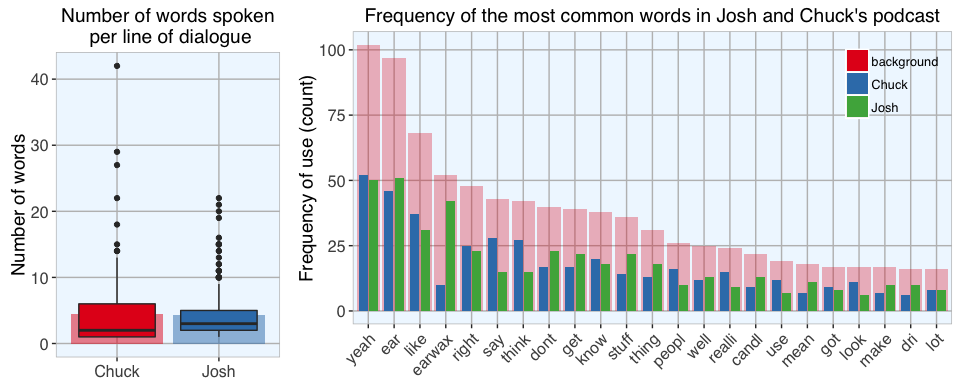 Number of words spoken
per line of dialogue
Number of words
40
30
20
10
0
Chuck
Josh
Frequency of the most common words in Josh and Chuck's podcast
Frequency of use (count)
100
75
50
25
0
background
Chuck
Josh
yeah
ear
like
earwax
right
say
think
dont
get
know
stuff
thing
peopl
well
realli
candl
use
mean
got
look
make
dri
lot